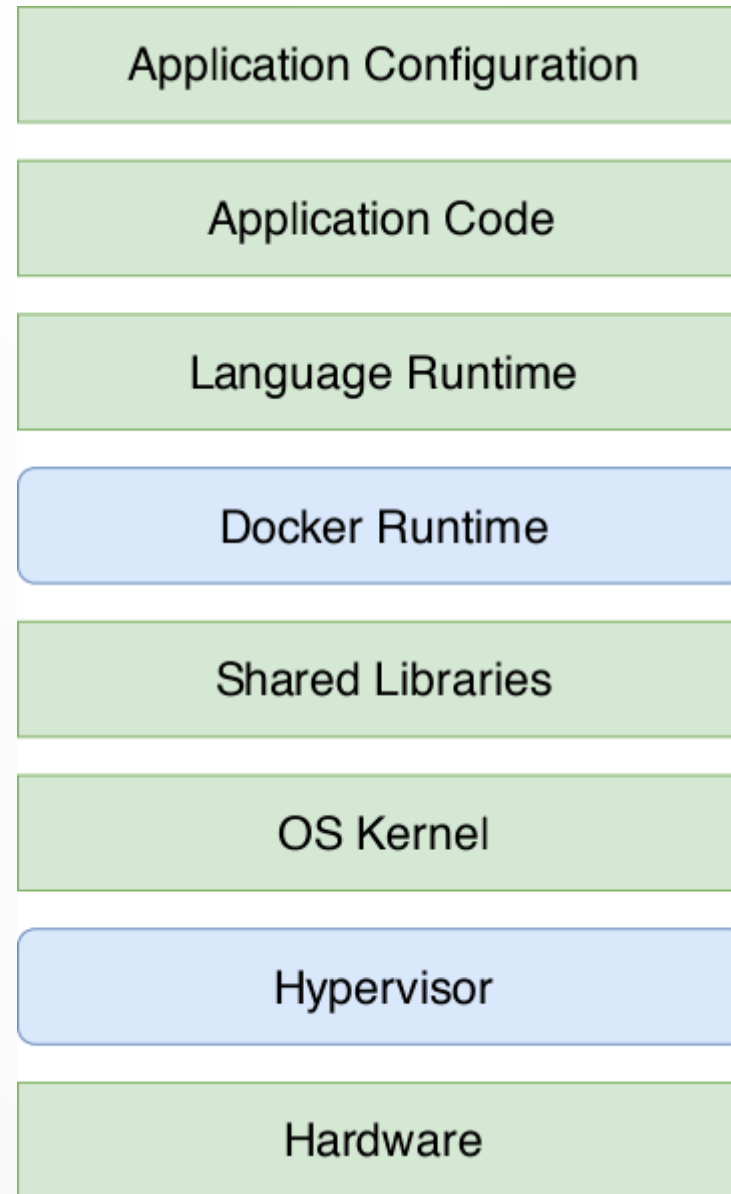 Application Configuration
Application Code
Language Runtime
Docker Runtime
Shared Libraries
OS Kernel
Hypervisor
Hardware